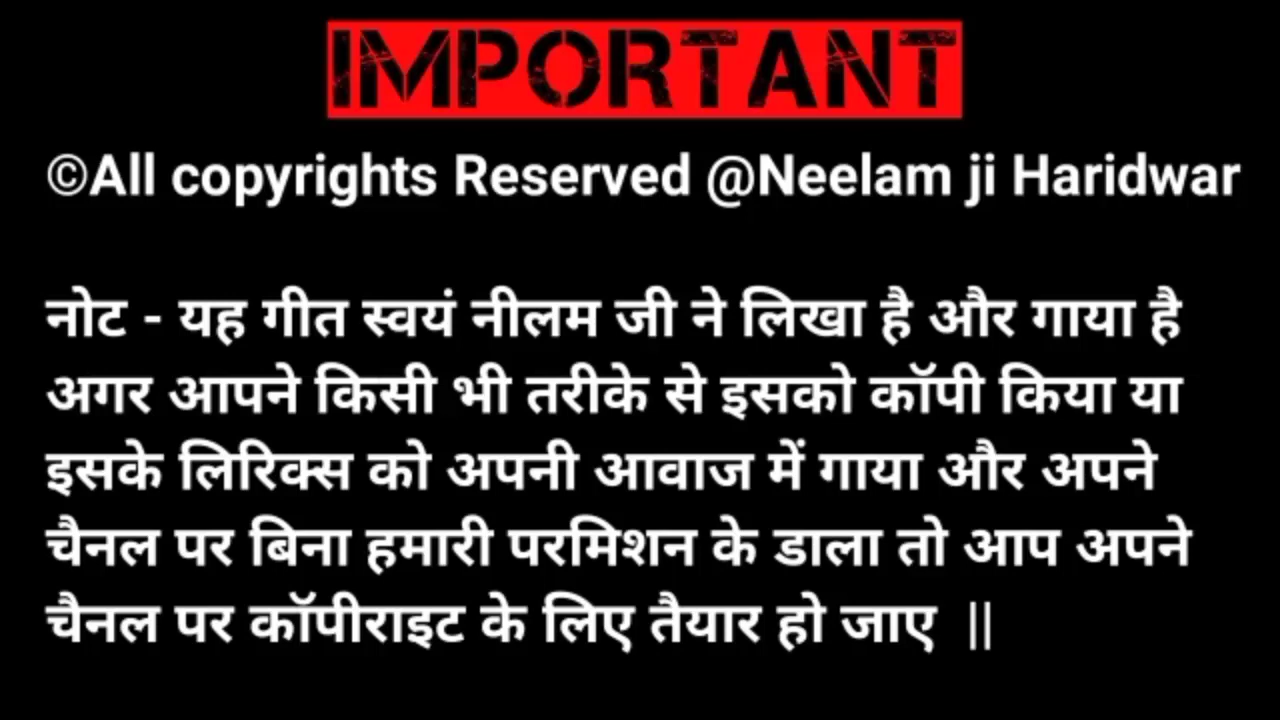 IMPORTANT
©All copyrights Reserved @Neelam ji Haridwar
नोट - यह गीत स्वयं नीलम जी ने लिखा है और गाया है
अगर आपने किसी भी तरीके से इसको कॉपी किया या
इसके लिरिक्स को अपनी आवाज में गाया और अपने
चैनल पर बिना हमारी परमिशन के डाला तो आप अपने
चैनल पर कॉपीराइट के लिए तैयार हो जाए ||